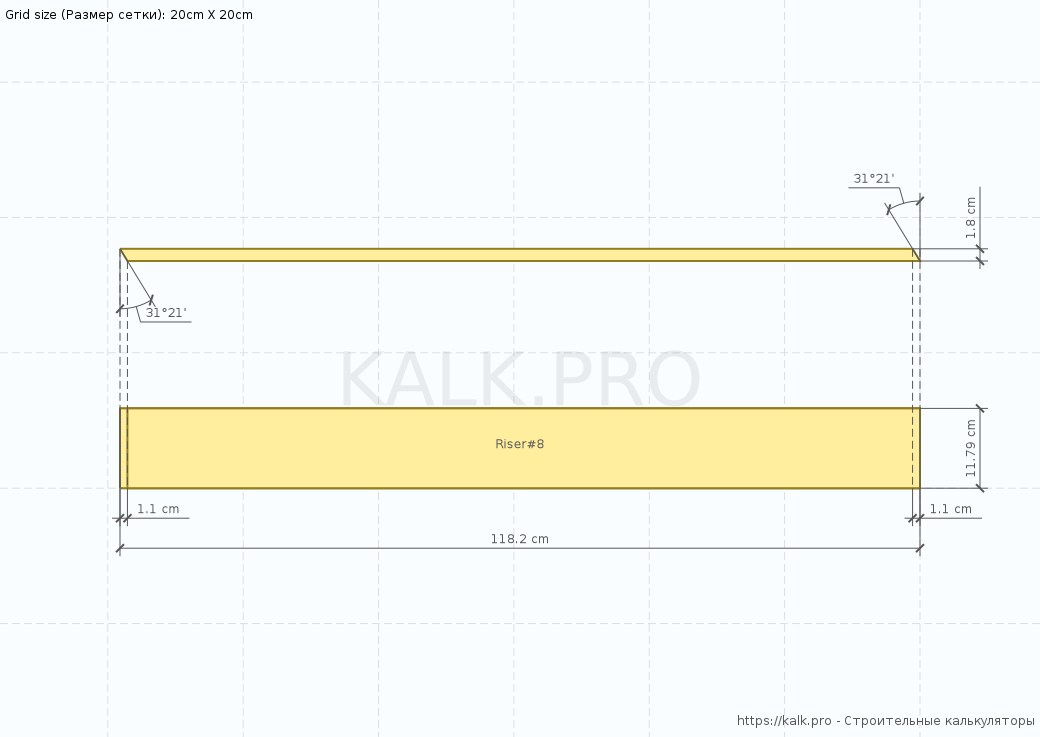 Grid size (Размер сетки): 20cm X 20cm
31°21'
1.8 cm
31°21'
KALK.PRO
Riser#8
11.79 cm
1.1 cm
1.1 cm
118.2 cm
https://kalk.pro - Строительные калькуляторы